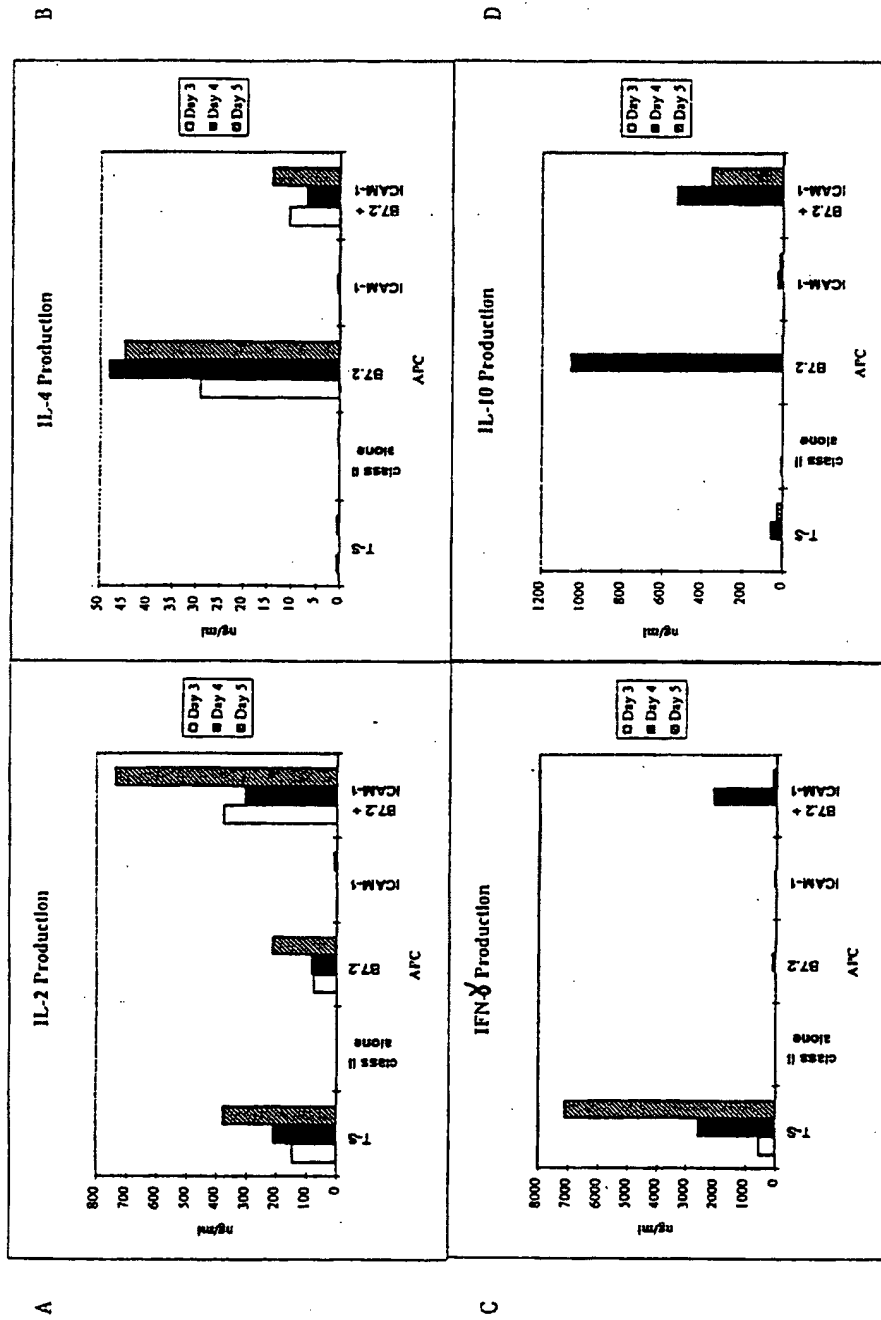 A
IL-2 Production
800
700
600
500
400
300
200
100
0
ng/ml
T-S
class II
alone
B7.2
ICAM-1
B7.2 +
ICAM-1
APC
Day 3
Day 4
Day 5
B
IL-4 Production
50
45
40
35
30
25
20
15
10
5
0
ng/ml
T-S
class II
alone
B7.2
ICAM-1
B7.2 +
ICAM-1
APC
Day 3
Day 4
Day 5
C
IFN-γ Production
8000
7000
6000
5000
4000
3000
2000
1000
0
ng/ml
T-S
class II
alone
B7.2
ICAM-1
B7.2 +
ICAM-1
APC
Day 3
Day 4
Day 5
D
IL-10 Production
1200
1000
800
600
400
200
0
ng/ml
T-S
class II
alone
B7.2
ICAM-1
B7.2 +
ICAM-1
APC
Day 3
Day 4
Day 5